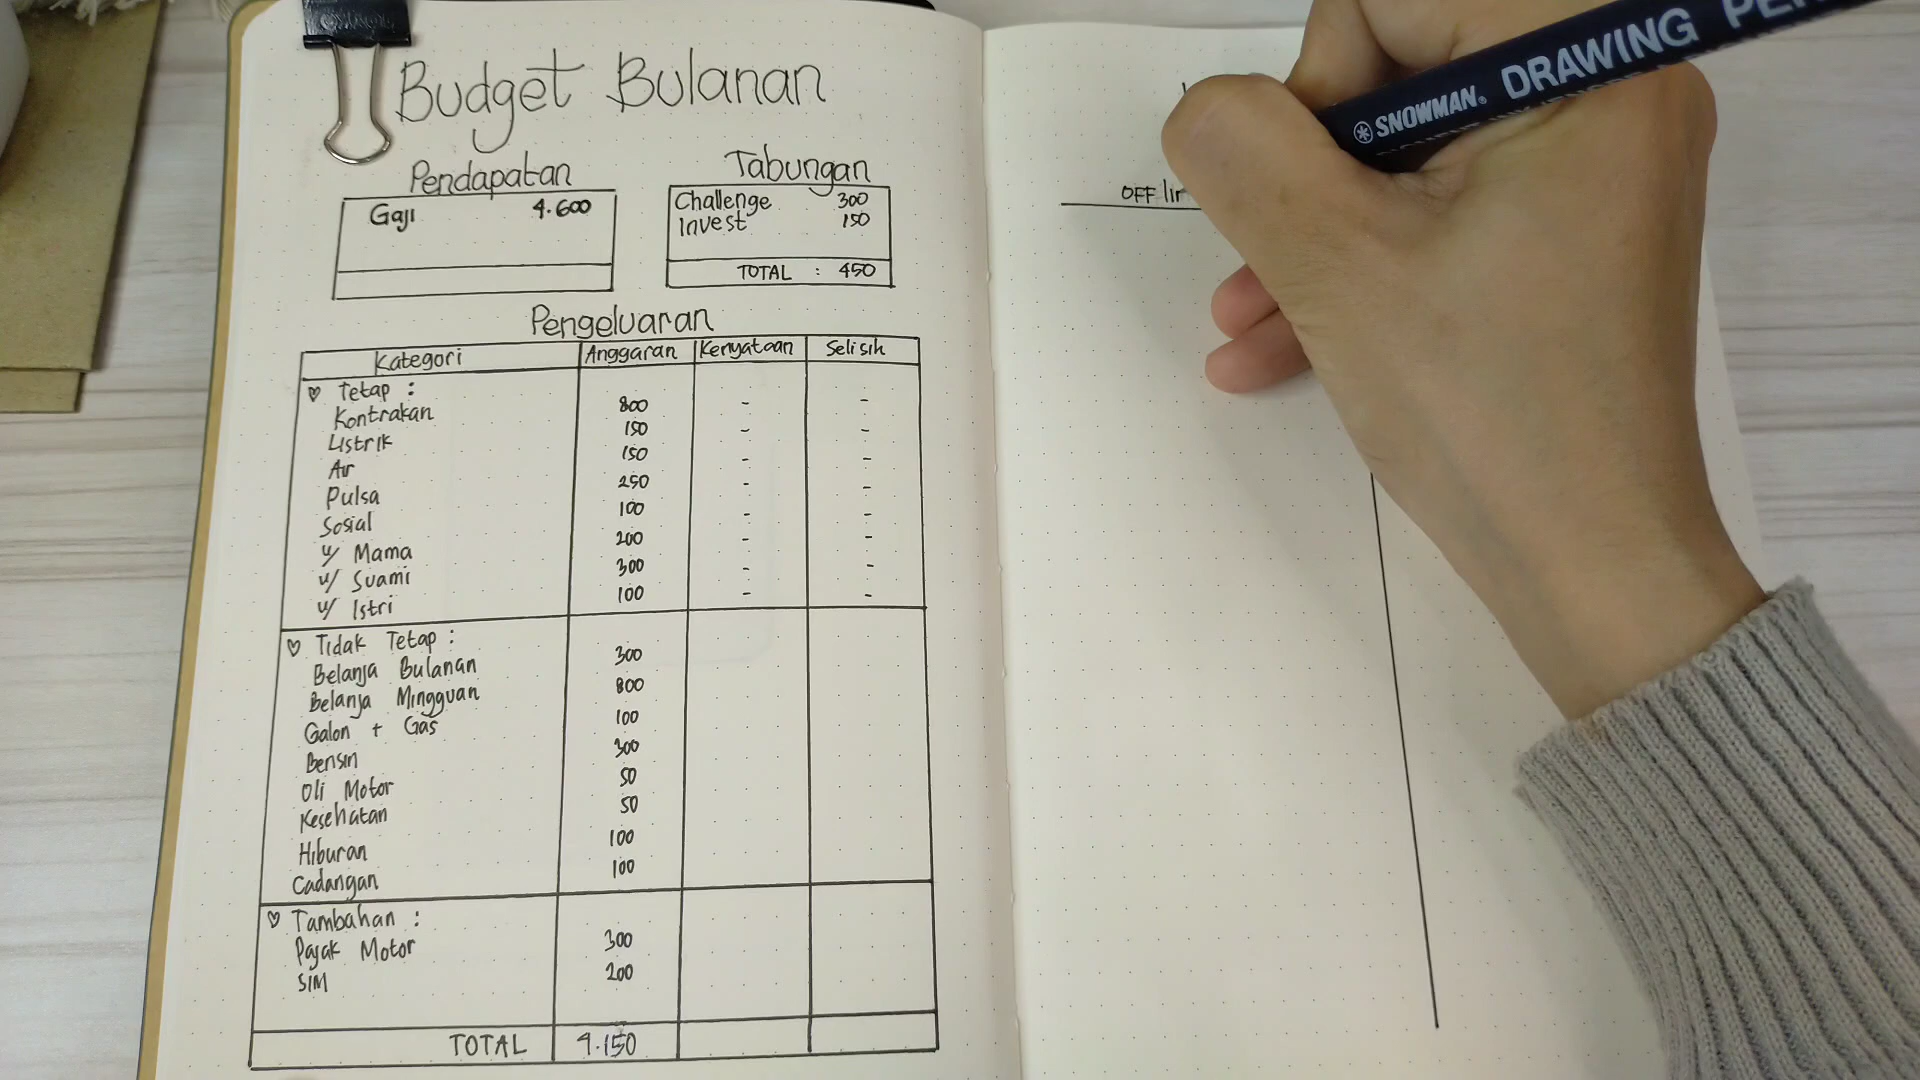 Budget Bulanan
Pendapatan
Gaji 4.600
Tabungan
Challenge 300
Invest 150
TOTAL : 450
Pengeluaran
Kategori Anggaran Kenyataan Selisih
♡ Tetap :
Kontrakan 800 - -
Listrik 150 - -
Air 150 - -
Pulsa 250 - -
Sosial 100 - -
u/ Mama 200 - -
u/ Suami 300 - -
u/ Istri 100 - -
♡ Tidak Tetap :
Belanja Bulanan 300
Belanja Mingguan 800
Galon + Gas 100
Bensin 300
Oli Motor 50
Kesehatan 50
Hiburan 100
Cadangan 100
♡ Tambahan :
Pajak Motor 300
SIM 200
TOTAL 4.150
OFF
SNOWMAN® DRAWING